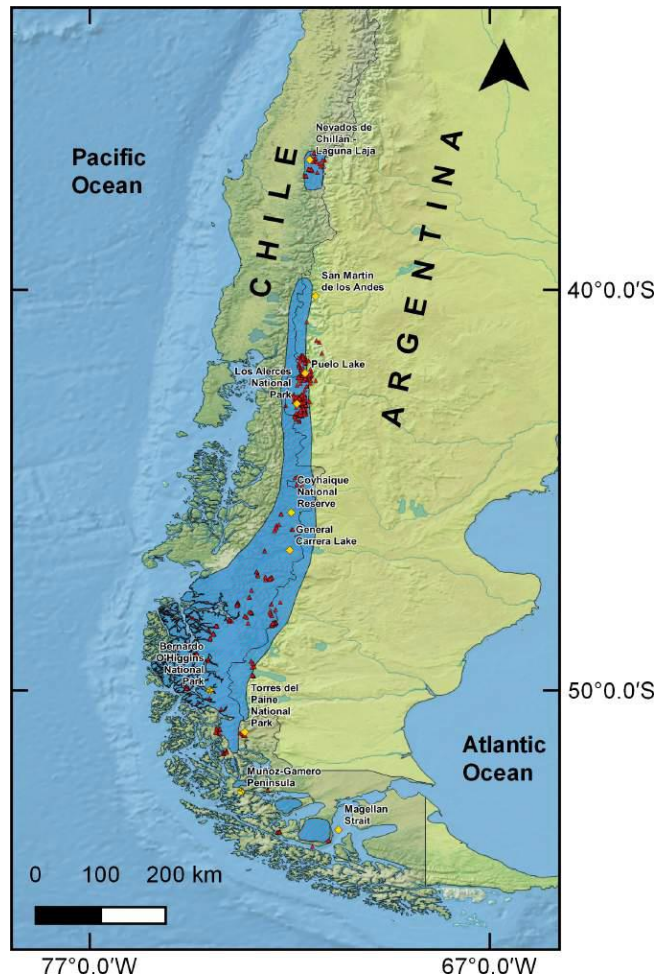 Nevados de
Chillán -
Laguna Laja
Pacific
Ocean
CHILE
ARGENTINA
San Martín
de los Andes
40°0.0'S
Puelo Lake
Los Alerces
National
Park
Coyhaique
National
Reserve
General
Carrera Lake
Bernardo
O'Higgins
National
Park
50°0.0'S
Torres del
Paine
National
Park
Atlantic
Ocean
Muñoz-Gamero
Peninsula
Magellan
Strait
0 100 200 km
77°0.0'W 67°0.0'W